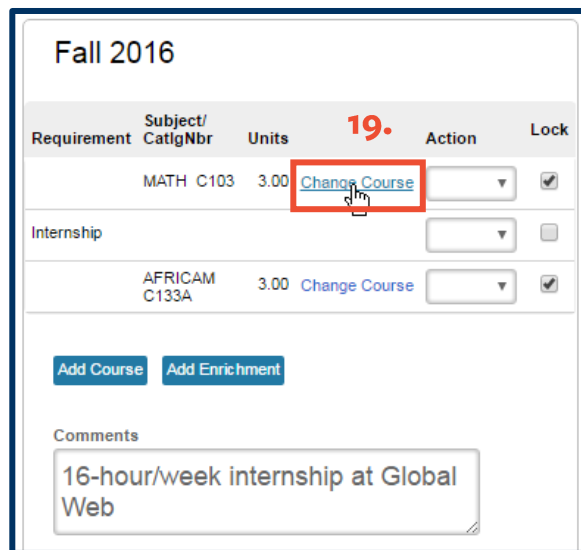 Fall 2016
19.
Requirement Subject/ CatlgNbr Units Action Lock
MATH C103 3.00 Change Course
Internship
AFRICAM C133A 3.00 Change Course
Add Course Add Enrichment
Comments
16-hour/week internship at Global
Web